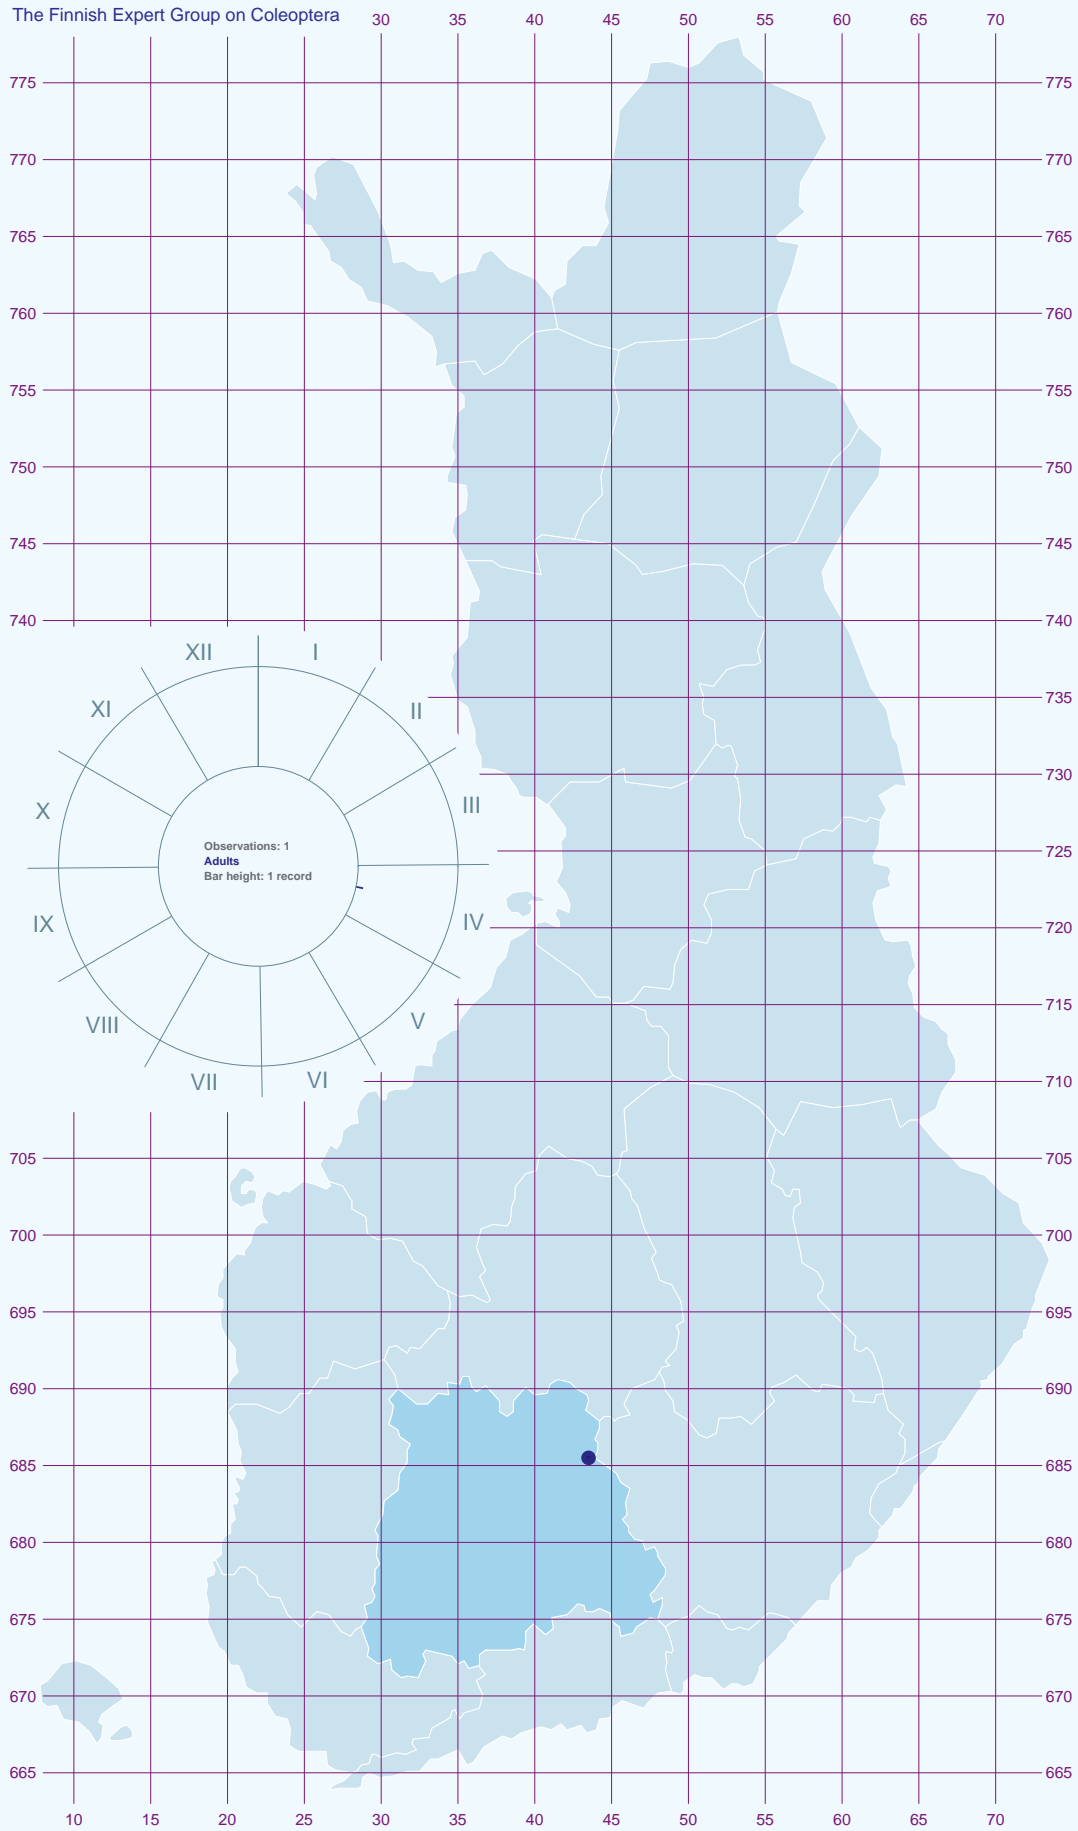 The Finnish Expert Group on Coleoptera
30 35 40 45 50 55 60 65 70
775 775
770 770
765 765
760 760
755 755
750 750
745 745
740 740
XII I
XI II
735
730
X III
725
Observations: 1
Adults
Bar height: 1 record
IX IV
720
715
VIII V
VII VI
710
705 705
700 700
695 695
690 690
685 685
680 680
675 675
670 670
665 665
10 15 20 25 30 35 40 45 50 55 60 65 70